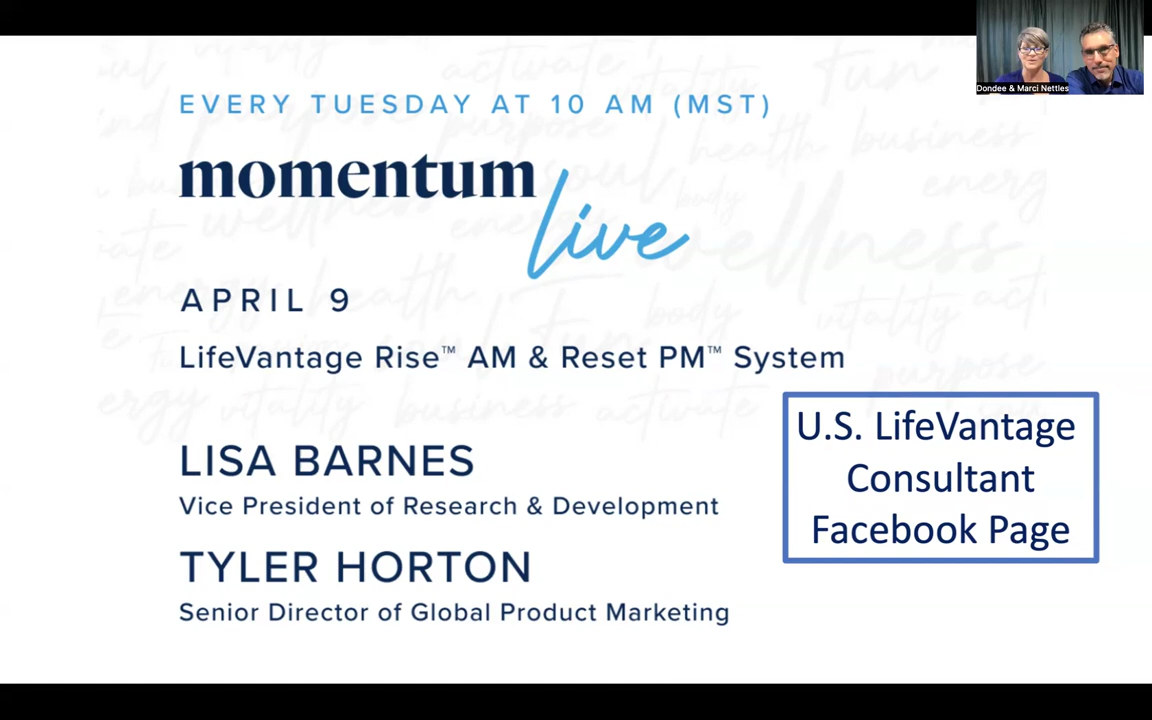 Dondee & Marci Nettles
EVERY TUESDAY AT 10 AM (MST)
momentum
live
APRIL 9
LifeVantage Rise™ AM & Reset PM™ System
LISA BARNES
Vice President of Research & Development
TYLER HORTON
Senior Director of Global Product Marketing
U.S. LifeVantage
Consultant
Facebook Page